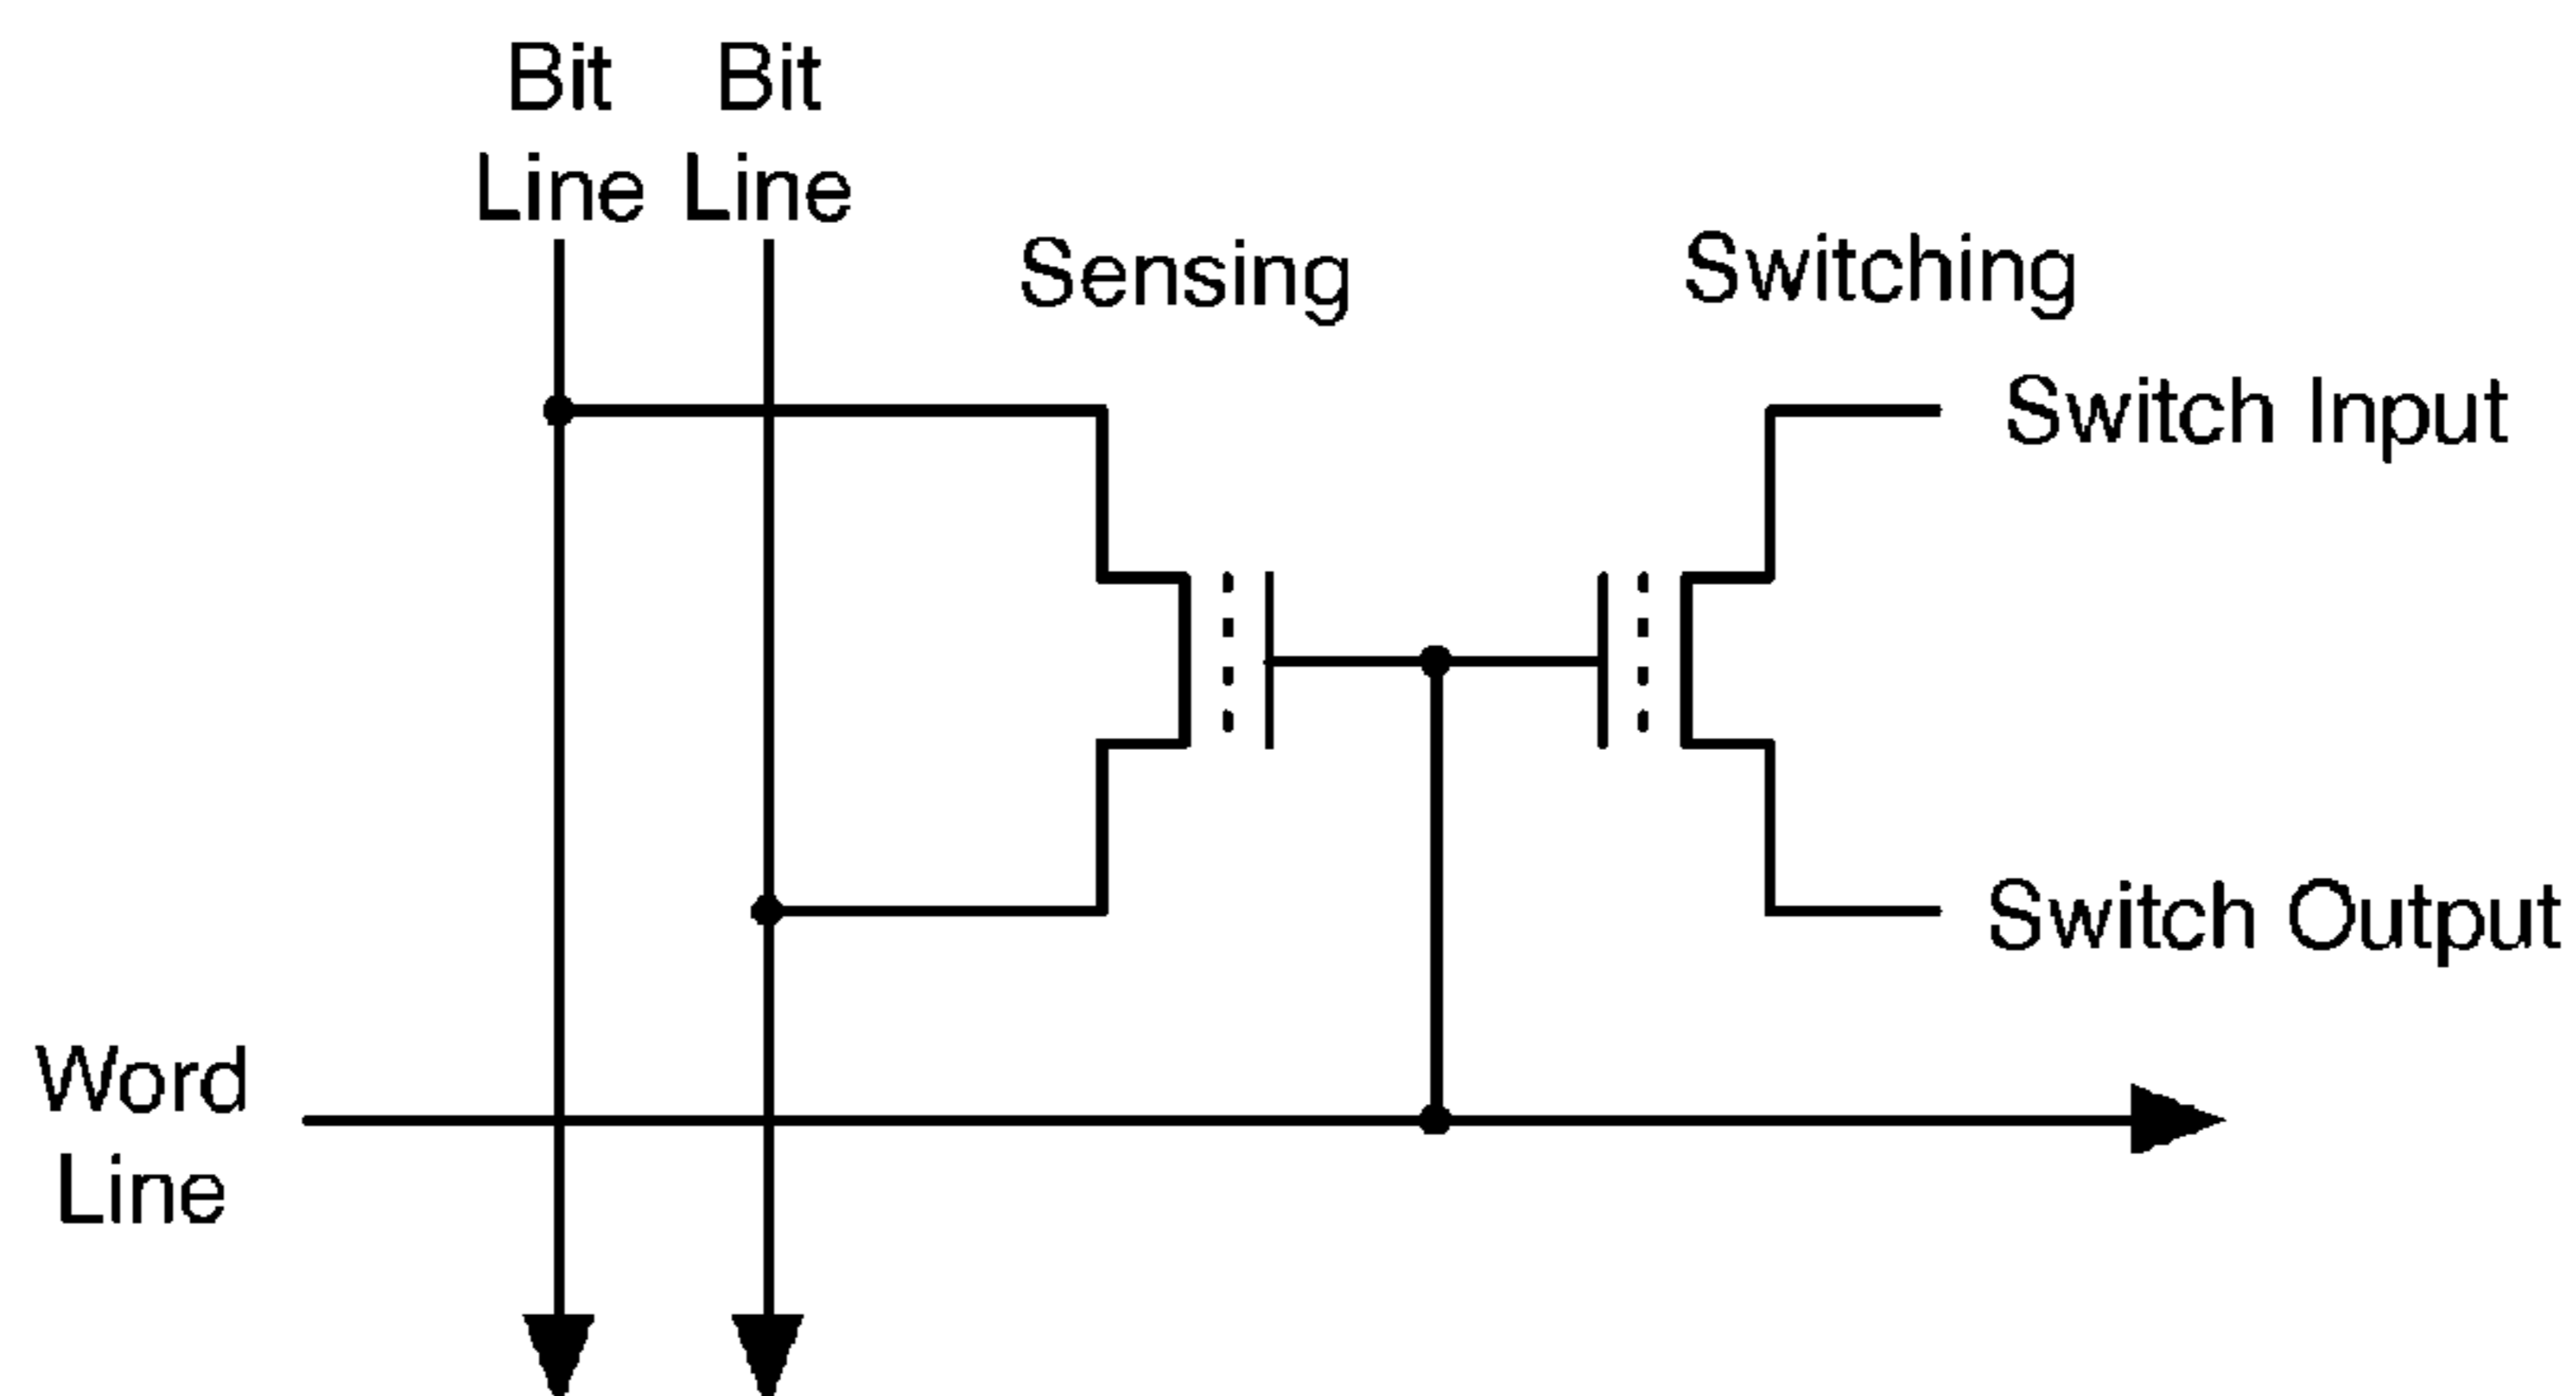 Bit Bit
Line Line
Sensing
Switching
Switch Input
Switch Output
Word
Line